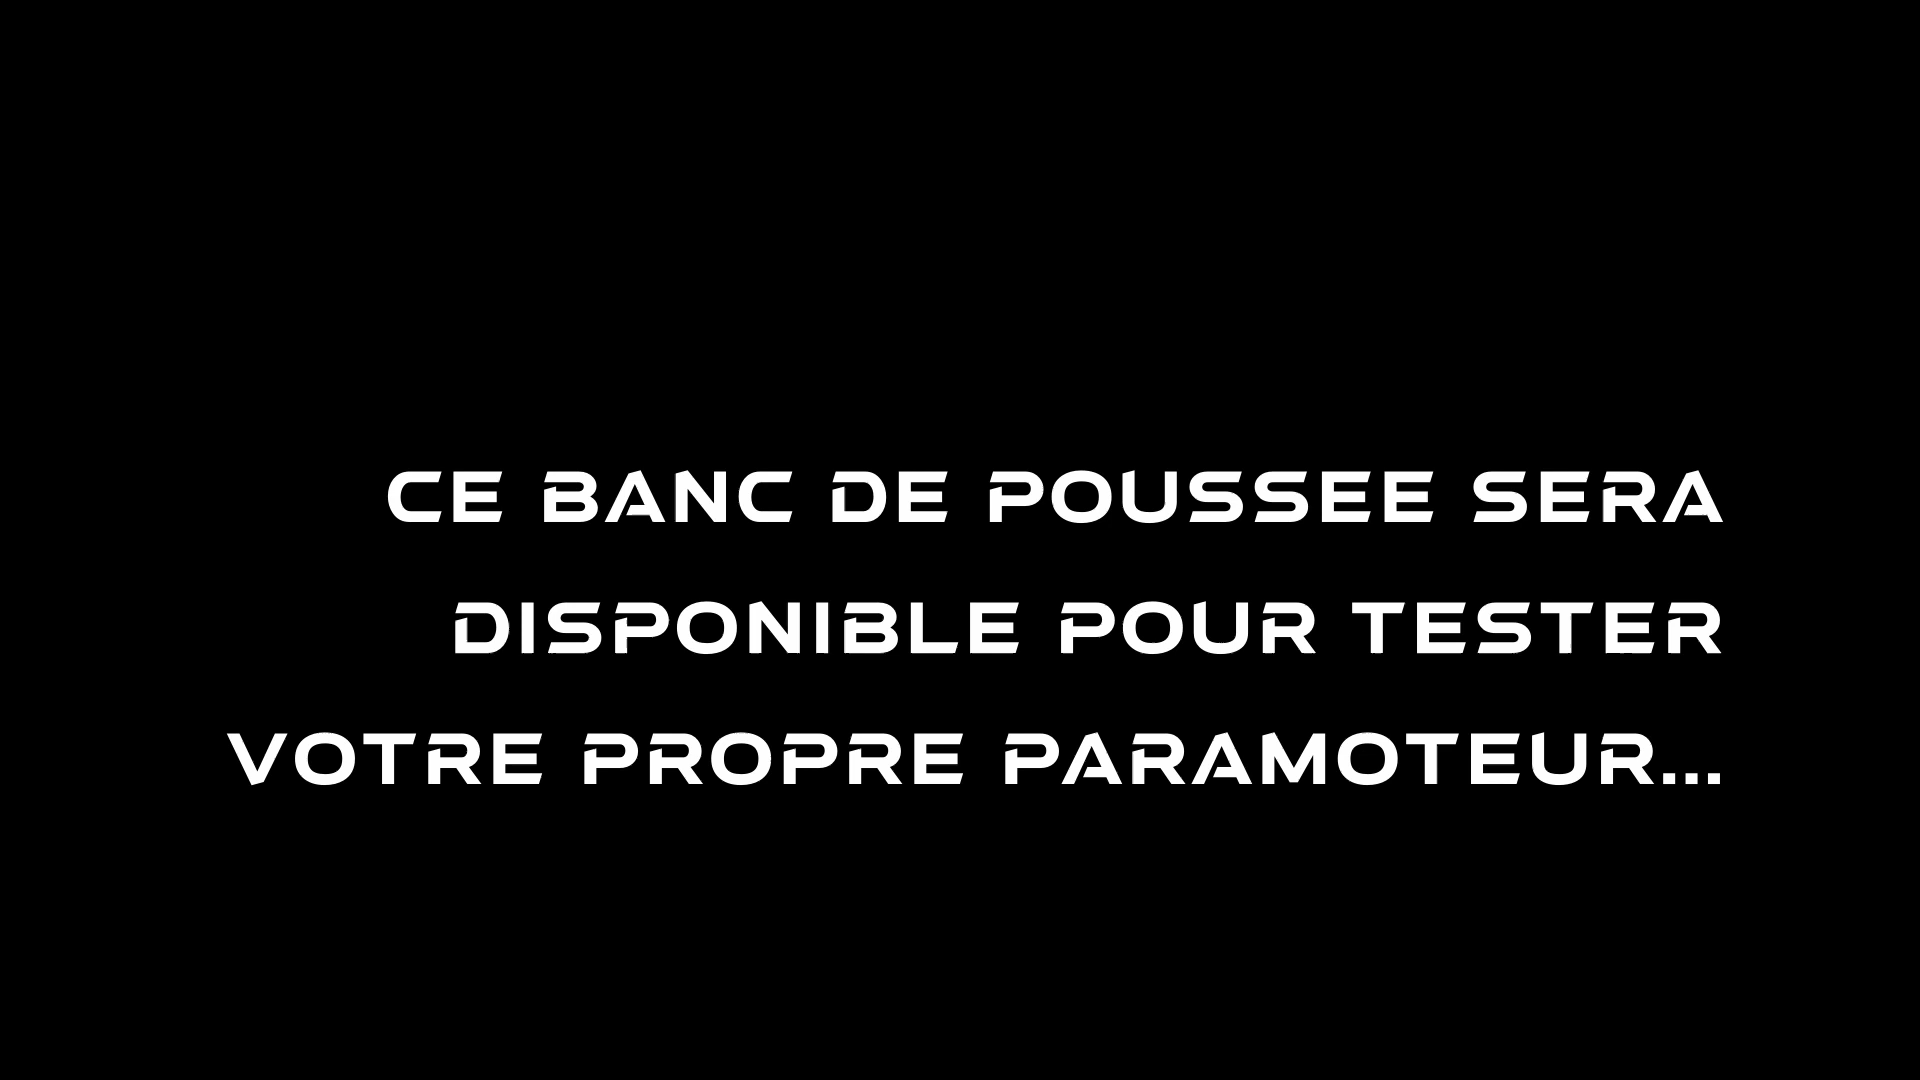 CE BANC DE POUSSEE SERA
DISPONIBLE POUR TESTER
VOTRE PROPRE PARAMOTEUR...